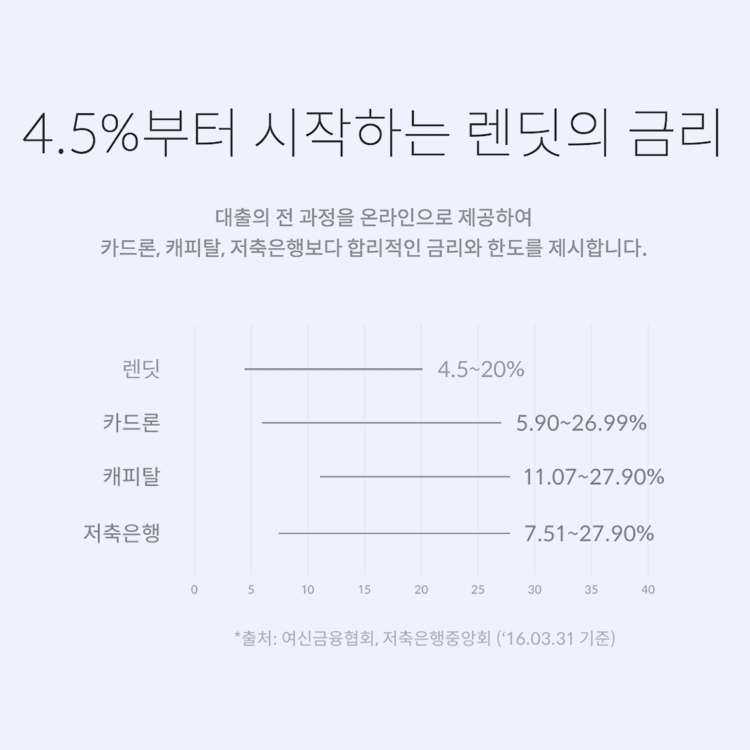 4.5%부터 시작하는 렌딧의 금리
대출의 전 과정을 온라인으로 제공하여
카드론, 캐피탈, 저축은행보다 합리적인 금리와 한도를 제시합니다.
렌딧 4.5~20%
카드론 5.90~26.99%
캐피탈 11.07~27.90%
저축은행 7.51~27.90%
0 5 10 15 20 25 30 35 40
*출처: 여신금융협회, 저축은행중앙회 (‘16.03.31 기준)